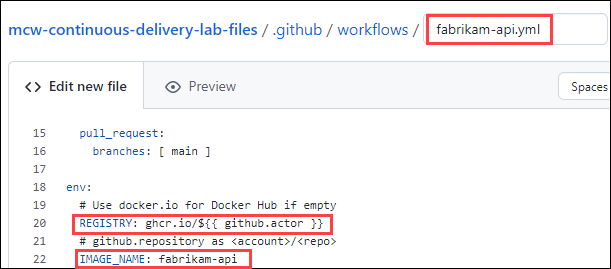 mcw-continuous-delivery-lab-files / .github / workflows / fabrikam-api.yml
<> Edit new file Preview Spaces
15 pull_request:
16 branches: [ main ]
17
18 env:
19 # Use docker.io for Docker Hub if empty
20 REGISTRY: ghcr.io/${{ github.actor }}
21 # github.repository as <account>/<repo>
22 IMAGE_NAME: fabrikam-api